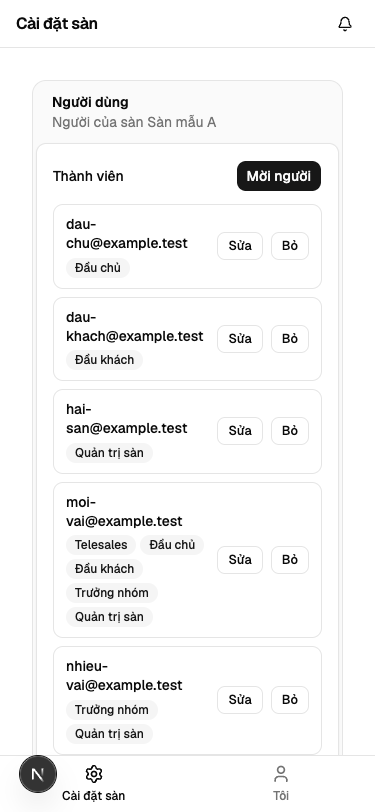 Cài đặt sàn
Người dùng
Người của sàn Sàn mẫu A
Thành viên
Mời người
dau-
chu@example.test
Đầu chủ
Sửa
Bỏ
dau-
khach@example.test
Đầu khách
Sửa
Bỏ
hai-
san@example.test
Quản trị sàn
Sửa
Bỏ
moi-
vai@example.test
Telesales
Đầu chủ
Đầu khách
Trưởng nhóm
Quản trị sàn
Sửa
Bỏ
nhieu-
vai@example.test
Trưởng nhóm
Quản trị sàn
Sửa
Bỏ
N
Cài đặt sàn
Tôi